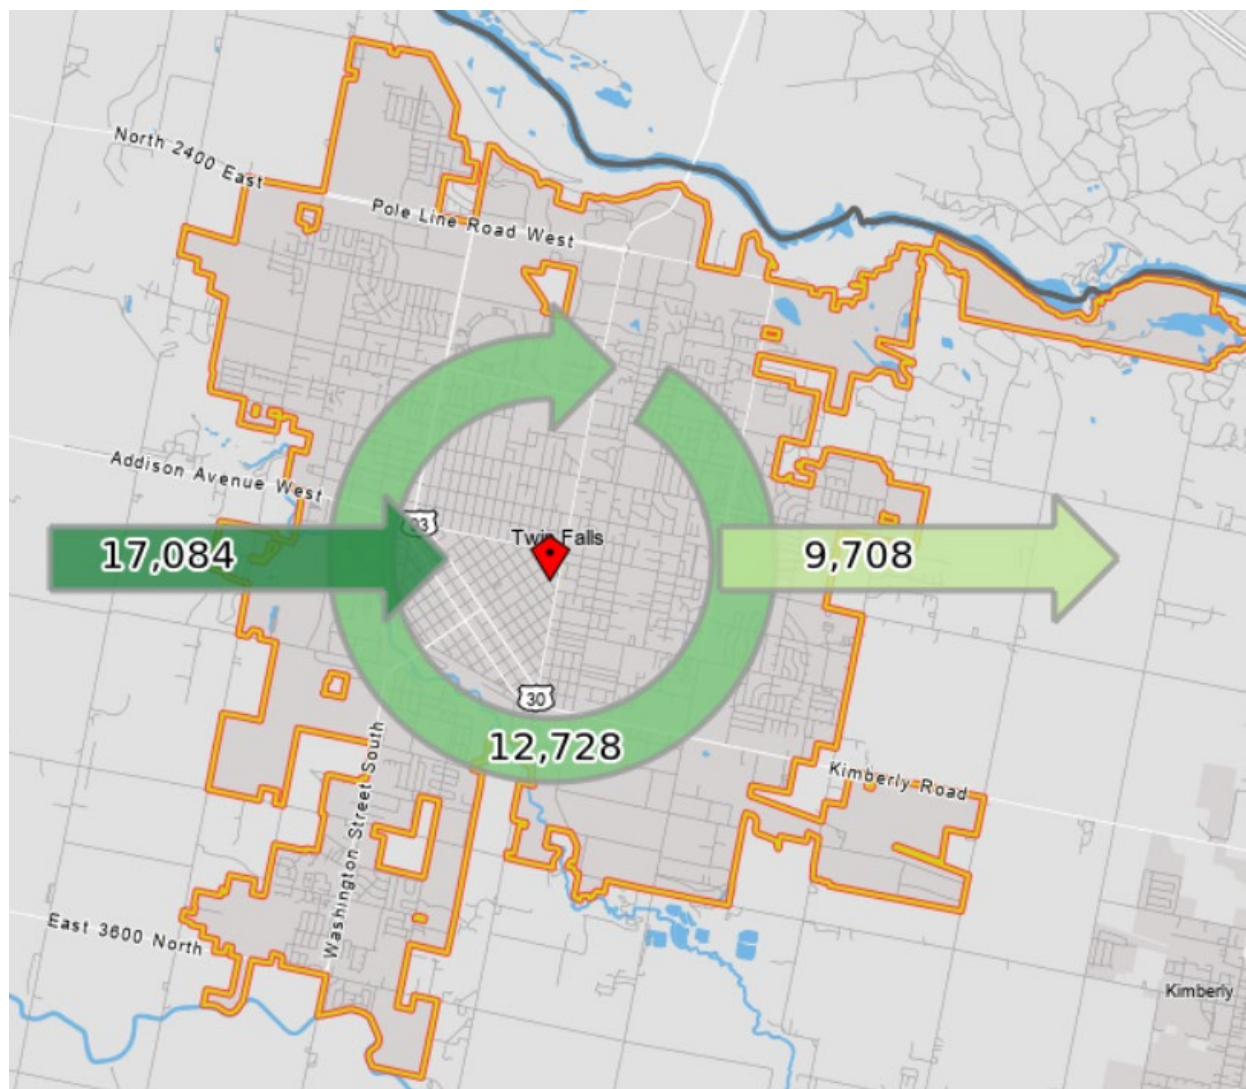 North 2400 East
Pole Line Road West
Addison Avenue West
Twin Falls
17,084
9,708
30
12,728
Kimberly Road
Washington Street South
East 3600 North
Kimberly